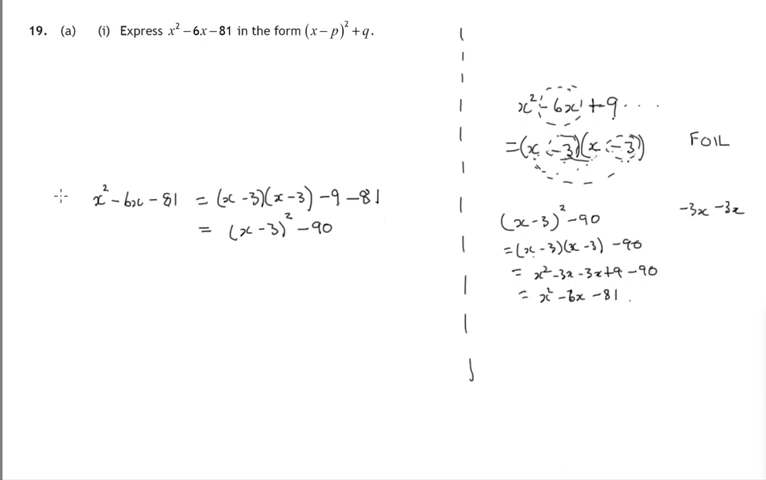 19. (a) (i) Express x² – 6x – 81 in the form (x – p)² + q.
x² - 6x + 9 . . .
= (x - 3)(x - 3) FOIL
x² - 6x - 81 = (x - 3)(x - 3) - 9 - 81
= (x - 3)² - 90
-3x -3x
(x - 3)² - 90
= (x - 3)(x - 3) - 90
= x² - 3x - 3x + 9 - 90
= x² - 6x - 81 .